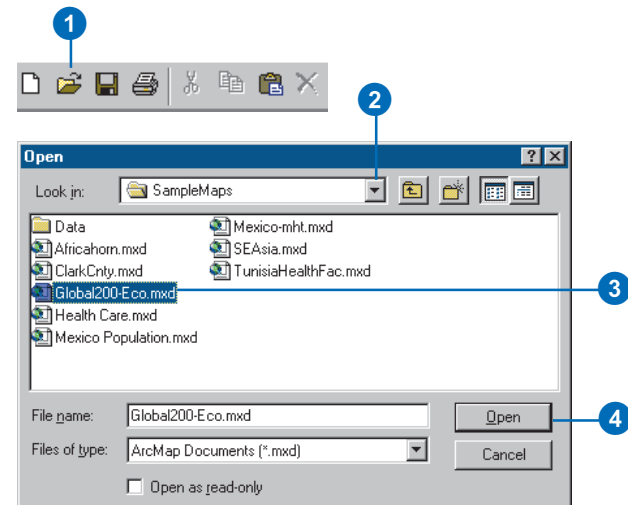 1
2
Open
Look in: SampleMaps
Data
Africahorn.mxd
ClarkCnty.mxd
Global200-Eco.mxd
Health Care.mxd
Mexico Population.mxd
Mexico-mht.mxd
SEAsia.mxd
TunisiaHealthFac.mxd
3
File name: Global200-Eco.mxd Open
4
Files of type: ArcMap Documents (*.mxd) Cancel
Open as read-only